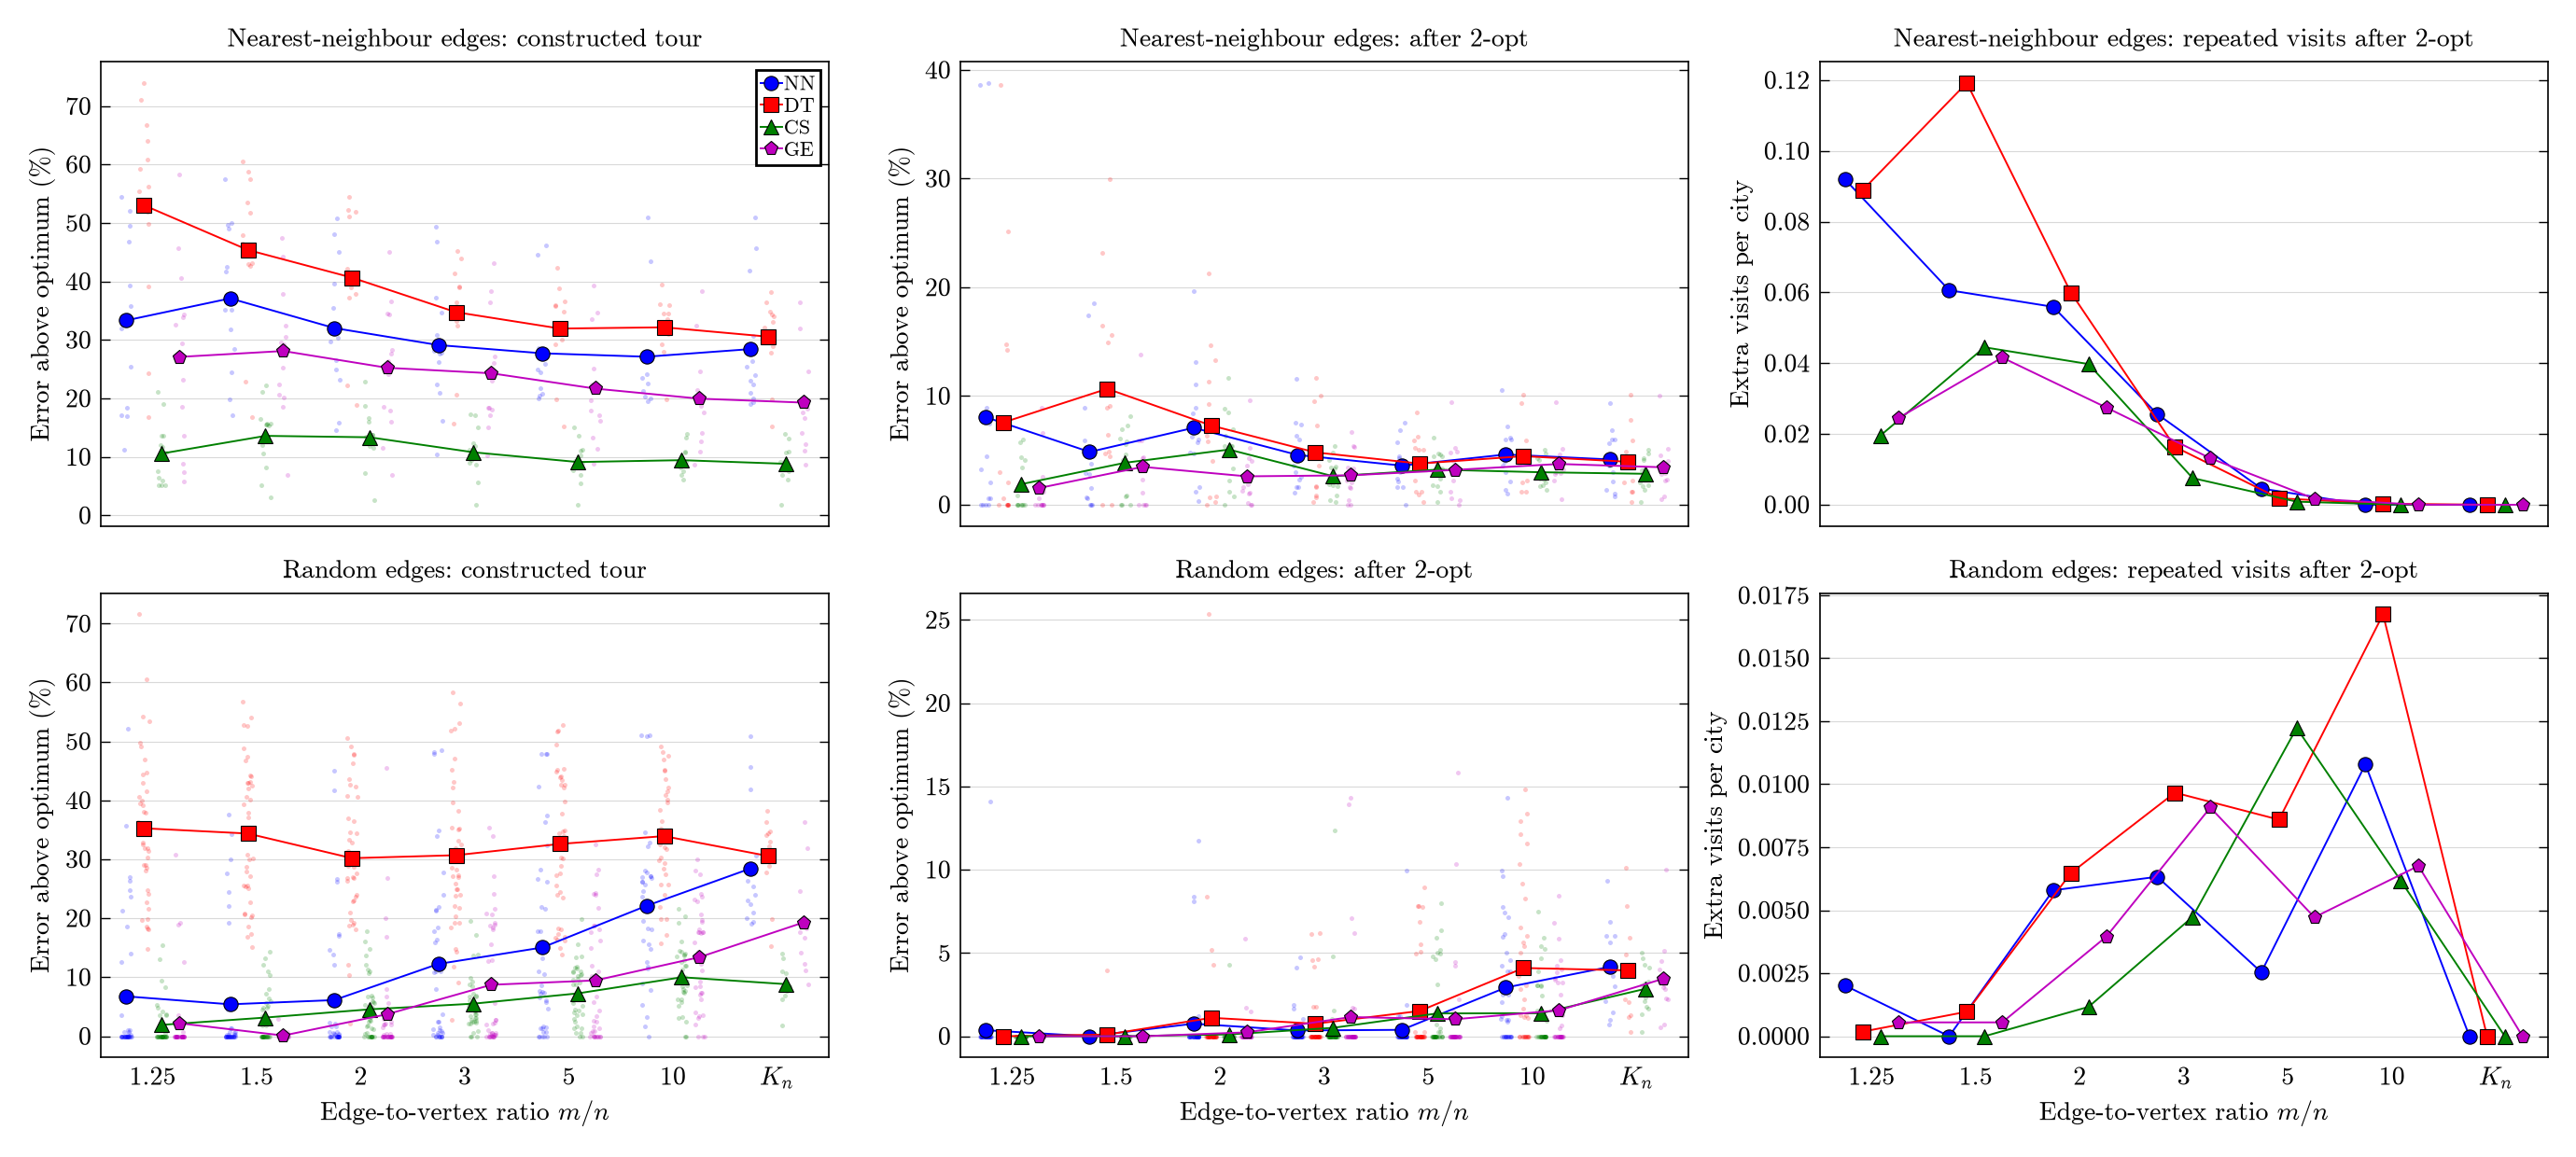 Nearest-neighbour edges: constructed tour
Error above optimum (%)
70
60
50
40
30
20
10
0
NN
DT
CS
GE
Nearest-neighbour edges: after 2-opt
Error above optimum (%)
40
30
20
10
0
Nearest-neighbour edges: repeated visits after 2-opt
Extra visits per city
0.12
0.10
0.08
0.06
0.04
0.02
0.00
Random edges: constructed tour
Error above optimum (%)
70
60
50
40
30
20
10
0
1.25 1.5 2 3 5 10 Kn
Edge-to-vertex ratio m/n
Random edges: after 2-opt
Error above optimum (%)
25
20
15
10
5
0
1.25 1.5 2 3 5 10 Kn
Edge-to-vertex ratio m/n
Random edges: repeated visits after 2-opt
Extra visits per city
0.0175
0.0150
0.0125
0.0100
0.0075
0.0050
0.0025
0.0000
1.25 1.5 2 3 5 10 Kn
Edge-to-vertex ratio m/n